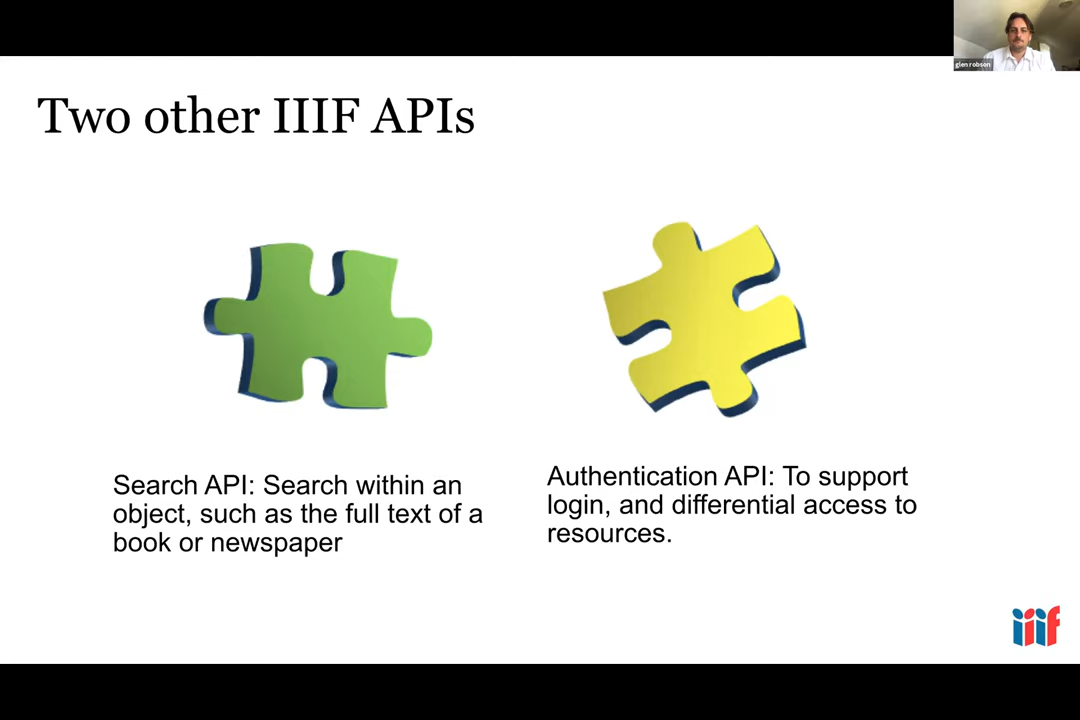 glen robson
Two other IIIF APIs
Search API: Search within an
object, such as the full text of a
book or newspaper
Authentication API: To support
login, and differential access to
resources.
iiif